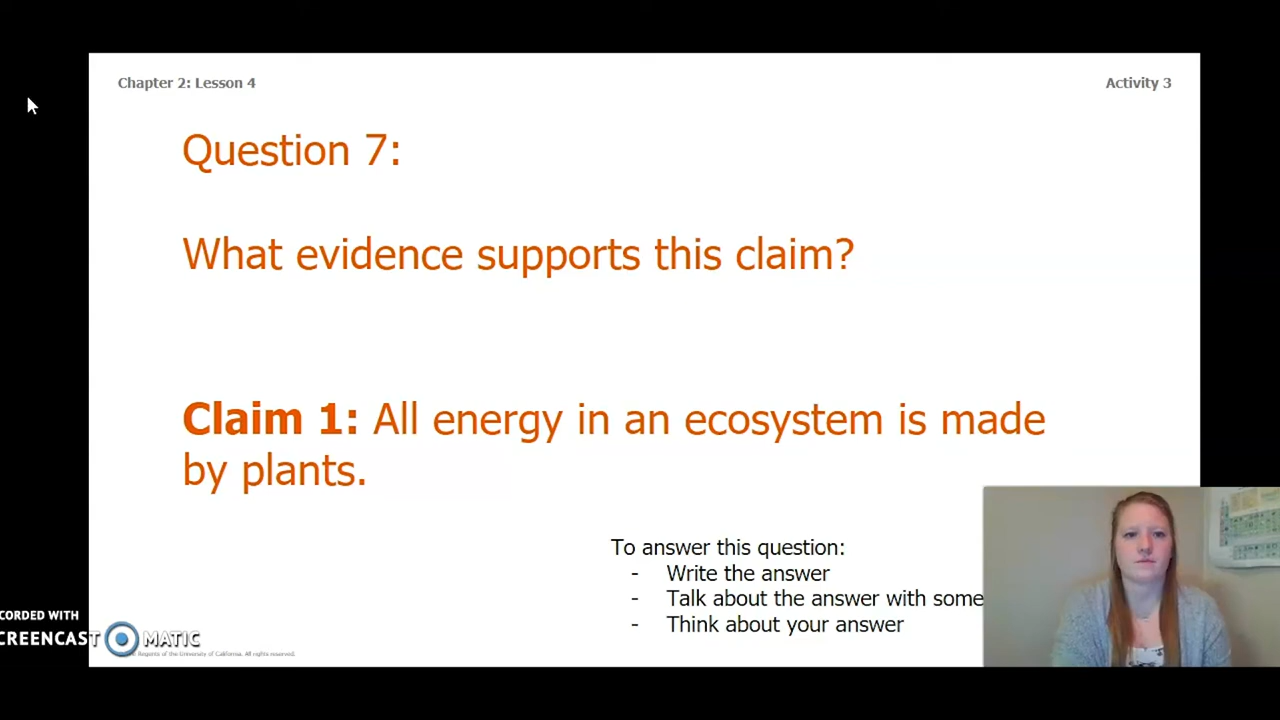 Chapter 2: Lesson 4
Activity 3
Question 7:
What evidence supports this claim?
Claim 1: All energy in an ecosystem is made
by plants.
To answer this question:
- Write the answer
- Talk about the answer with some
- Think about your answer
CORDED WITH
CREENCAST MATIC
Regents of the University of California. All rights reserved.